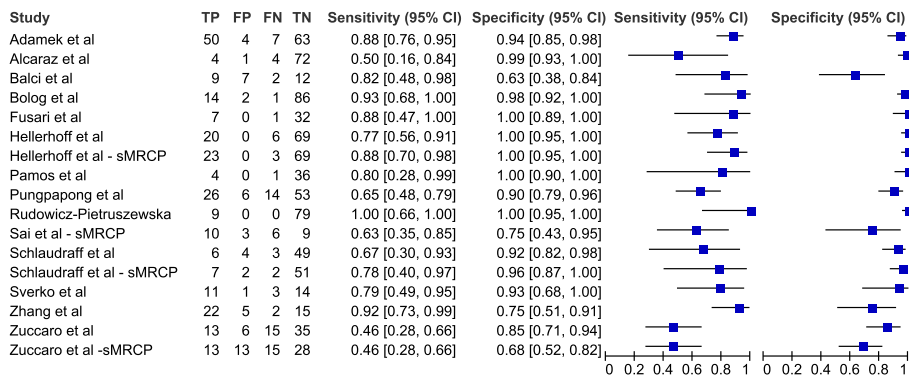 Study TP FP FN TN Sensitivity (95% CI) Specificity (95% CI) Sensitivity (95% CI) Specificity (95% CI)
Adamek et al 50 4 7 63 0.88 [0.76, 0.95] 0.94 [0.85, 0.98]
Alcaraz et al 4 1 4 72 0.50 [0.16, 0.84] 0.99 [0.93, 1.00]
Balci et al 9 7 2 12 0.82 [0.48, 0.98] 0.63 [0.38, 0.84]
Bolog et al 14 2 1 86 0.93 [0.68, 1.00] 0.98 [0.92, 1.00]
Fusari et al 7 0 1 32 0.88 [0.47, 1.00] 1.00 [0.89, 1.00]
Hellerhoff et al 20 0 6 69 0.77 [0.56, 0.91] 1.00 [0.95, 1.00]
Hellerhoff et al - sMRCP 23 0 3 69 0.88 [0.70, 0.98] 1.00 [0.95, 1.00]
Pamos et al 4 0 1 36 0.80 [0.28, 0.99] 1.00 [0.90, 1.00]
Pungpapong et al 26 6 14 53 0.65 [0.48, 0.79] 0.90 [0.79, 0.96]
Rudowicz-Pietruszewska 9 0 0 79 1.00 [0.66, 1.00] 1.00 [0.95, 1.00]
Sai et al - sMRCP 10 3 6 9 0.63 [0.35, 0.85] 0.75 [0.43, 0.95]
Schlaudraff et al 6 4 3 49 0.67 [0.30, 0.93] 0.92 [0.82, 0.98]
Schlaudraff et al - sMRCP 7 2 2 51 0.78 [0.40, 0.97] 0.96 [0.87, 1.00]
Sverko et al 11 1 3 14 0.79 [0.49, 0.95] 0.93 [0.68, 1.00]
Zhang et al 22 5 2 15 0.92 [0.73, 0.99] 0.75 [0.51, 0.91]
Zuccaro et al 13 6 15 35 0.46 [0.28, 0.66] 0.85 [0.71, 0.94]
Zuccaro et al -sMRCP 13 13 15 28 0.46 [0.28, 0.66] 0.68 [0.52, 0.82]
0 0.2 0.4 0.6 0.8 1 0 0.2 0.4 0.6 0.8 1